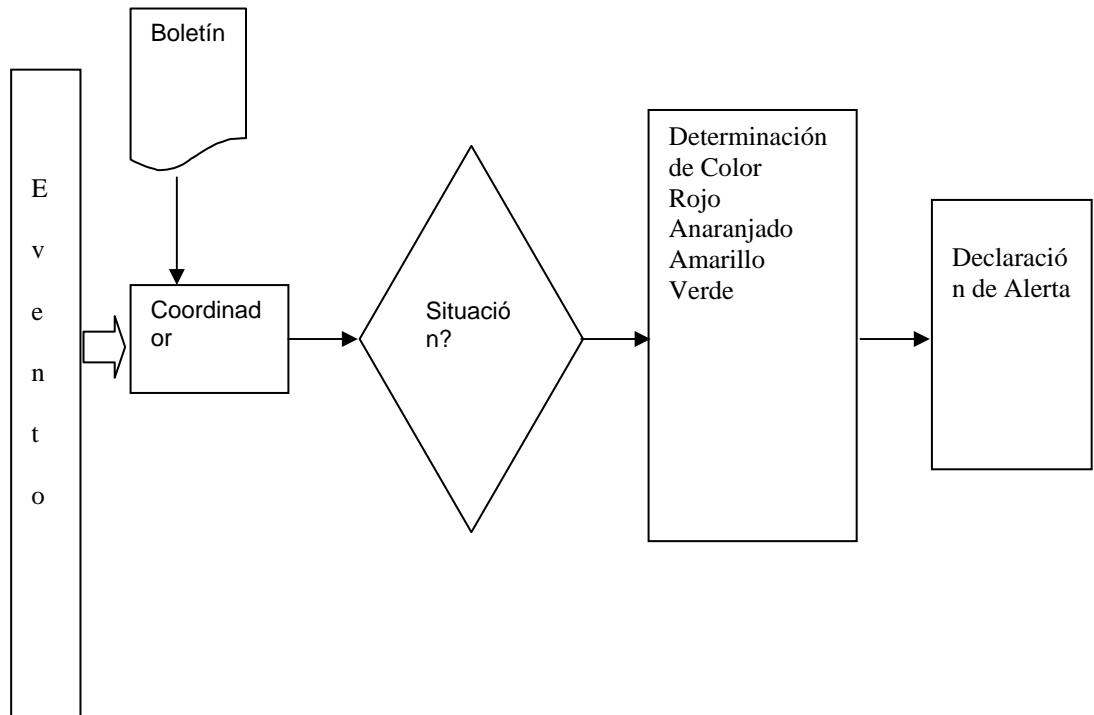 Boletín
E
v
e
n
t
o
Coordinad
or
Situació
n?
Determinación
de Color
Rojo
Anaranjado
Amarillo
Verde
Declaració
n de Alerta